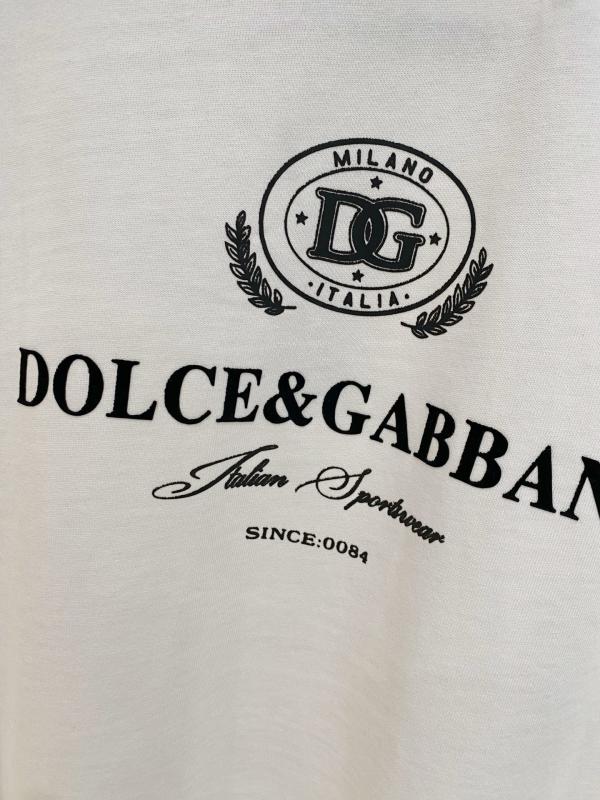 MILANO
DG
·ITALIA·
DOLCE&GABBAN
Italian Sportswear
SINCE:0084